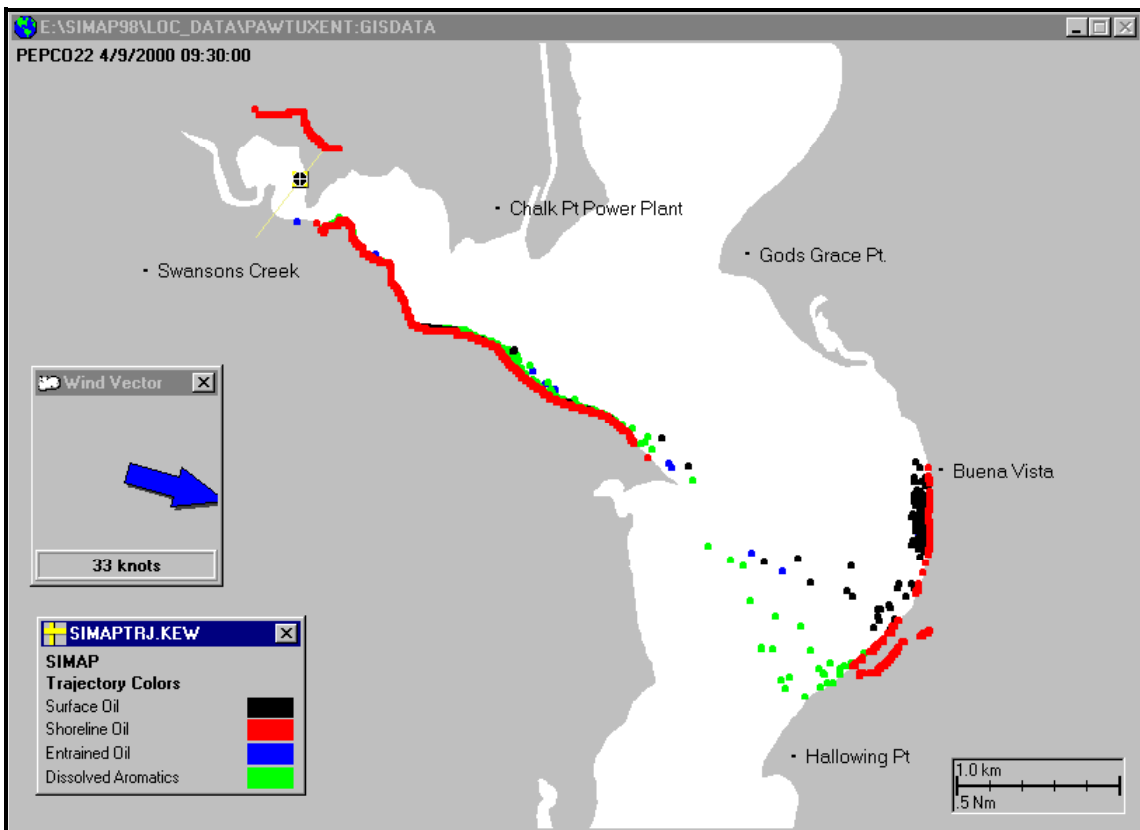 E:\SIMAP98\LOC_DATA\PAWTUXENT:GISDATA
PEPCO22 4/9/2000 09:30:00
Chalk Pt Power Plant
Gods Grace Pt.
Swansons Creek
Wind Vector
33 knots
Buena Vista
SIMAPTRJ.KEW
SIMAP
Trajectory Colors
Surface Oil
Shoreline Oil
Entrained Oil
Dissolved Aromatics
Hallowing Pt
1.0 km
.5 Nm